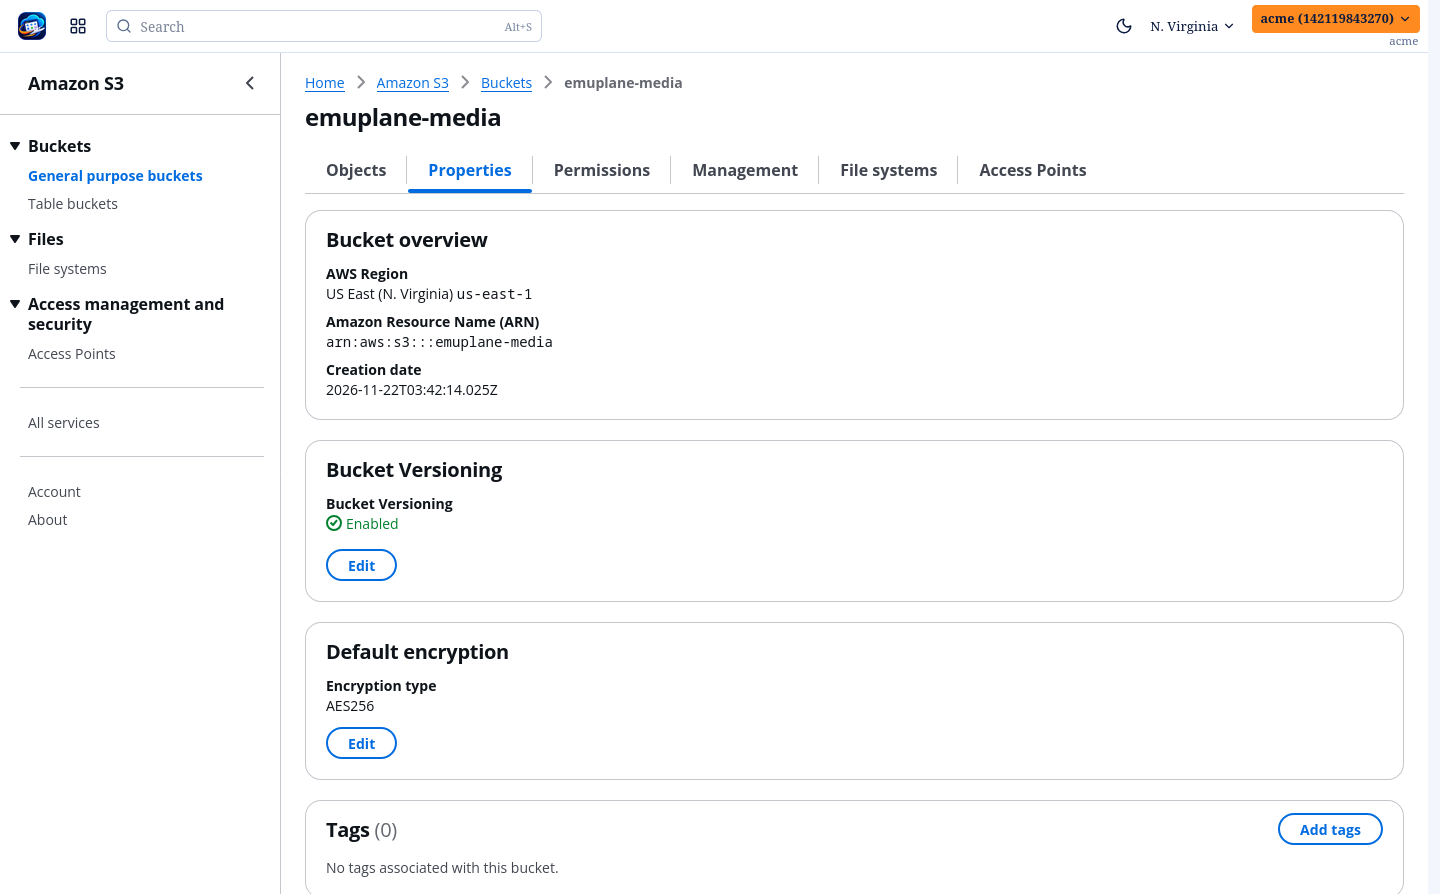 Search
Alt+S
N. Virginia
acme (142119843270)
acme
Amazon S3
Buckets
General purpose buckets
Table buckets
Files
File systems
Access management and
security
Access Points
All services
Account
About
Home
Amazon S3
Buckets
emuplane-media
emuplane-media
Objects
Properties
Permissions
Management
File systems
Access Points
Bucket overview
AWS Region
US East (N. Virginia) us-east-1
Amazon Resource Name (ARN)
arn:aws:s3:::emuplane-media
Creation date
2026-11-22T03:42:14.025Z
Bucket Versioning
Bucket Versioning
Enabled
Edit
Default encryption
Encryption type
AES256
Edit
Tags (0)
Add tags
No tags associated with this bucket.